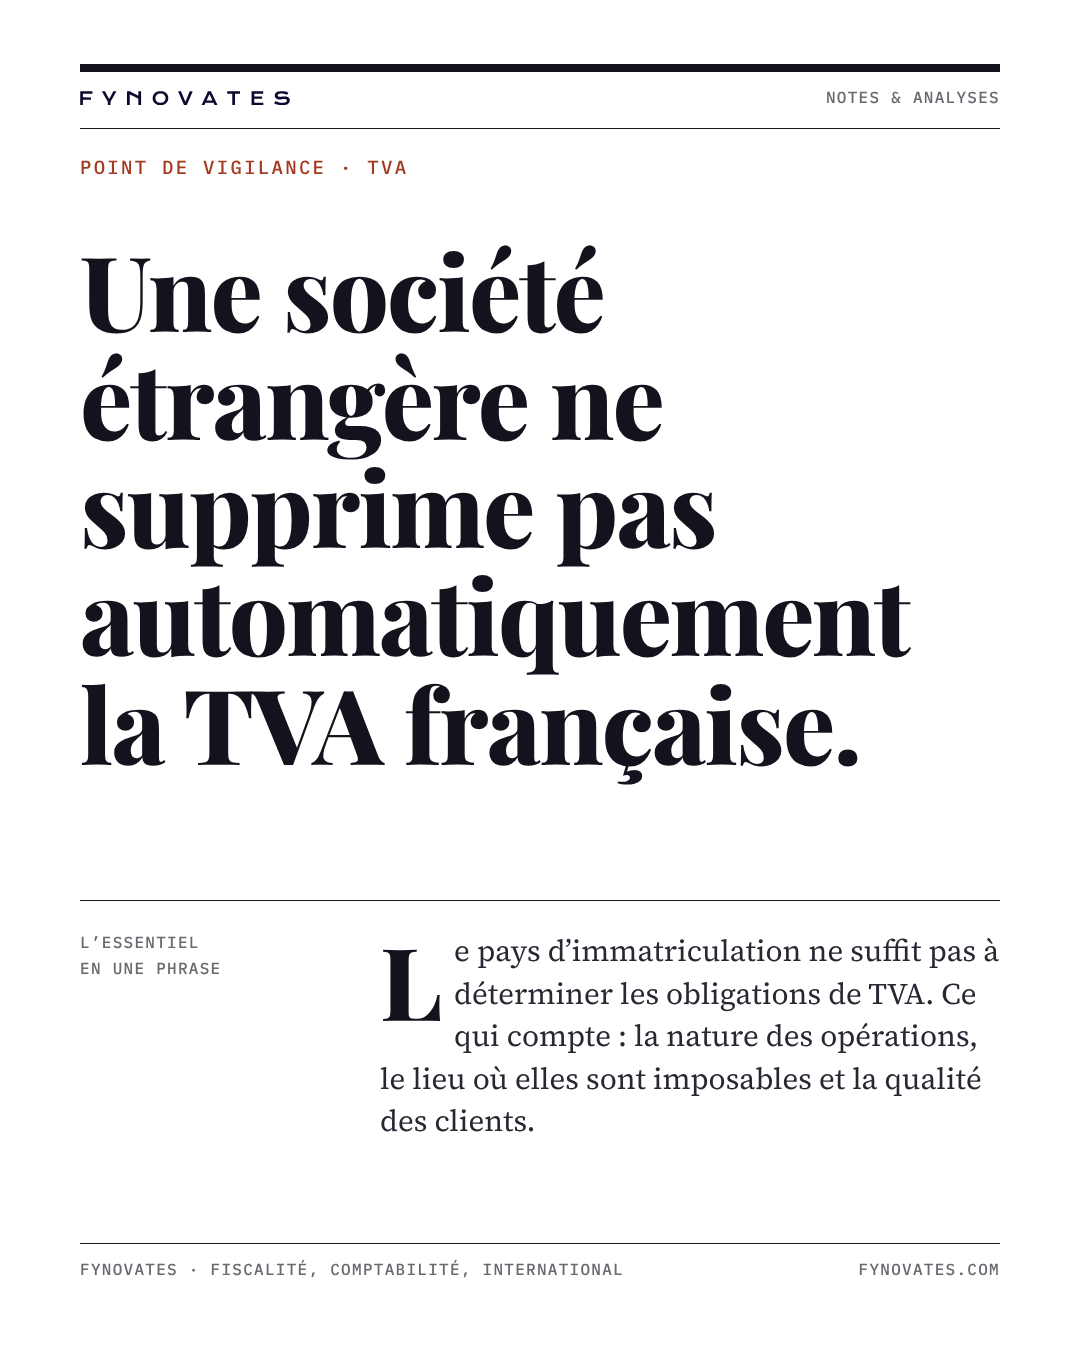 FYNOVATES
NOTES & ANALYSES
POINT DE VIGILANCE · TVA
Une société
étrangère ne
supprime pas
automatiquement
la TVA française.
L’ESSENTIEL
EN UNE PHRASE
Le pays d’immatriculation ne suffit pas à
déterminer les obligations de TVA. Ce
qui compte : la nature des opérations,
le lieu où elles sont imposables et la qualité
des clients.
FYNOVATES · FISCALITÉ, COMPTABILITÉ, INTERNATIONAL
FYNOVATES.COM